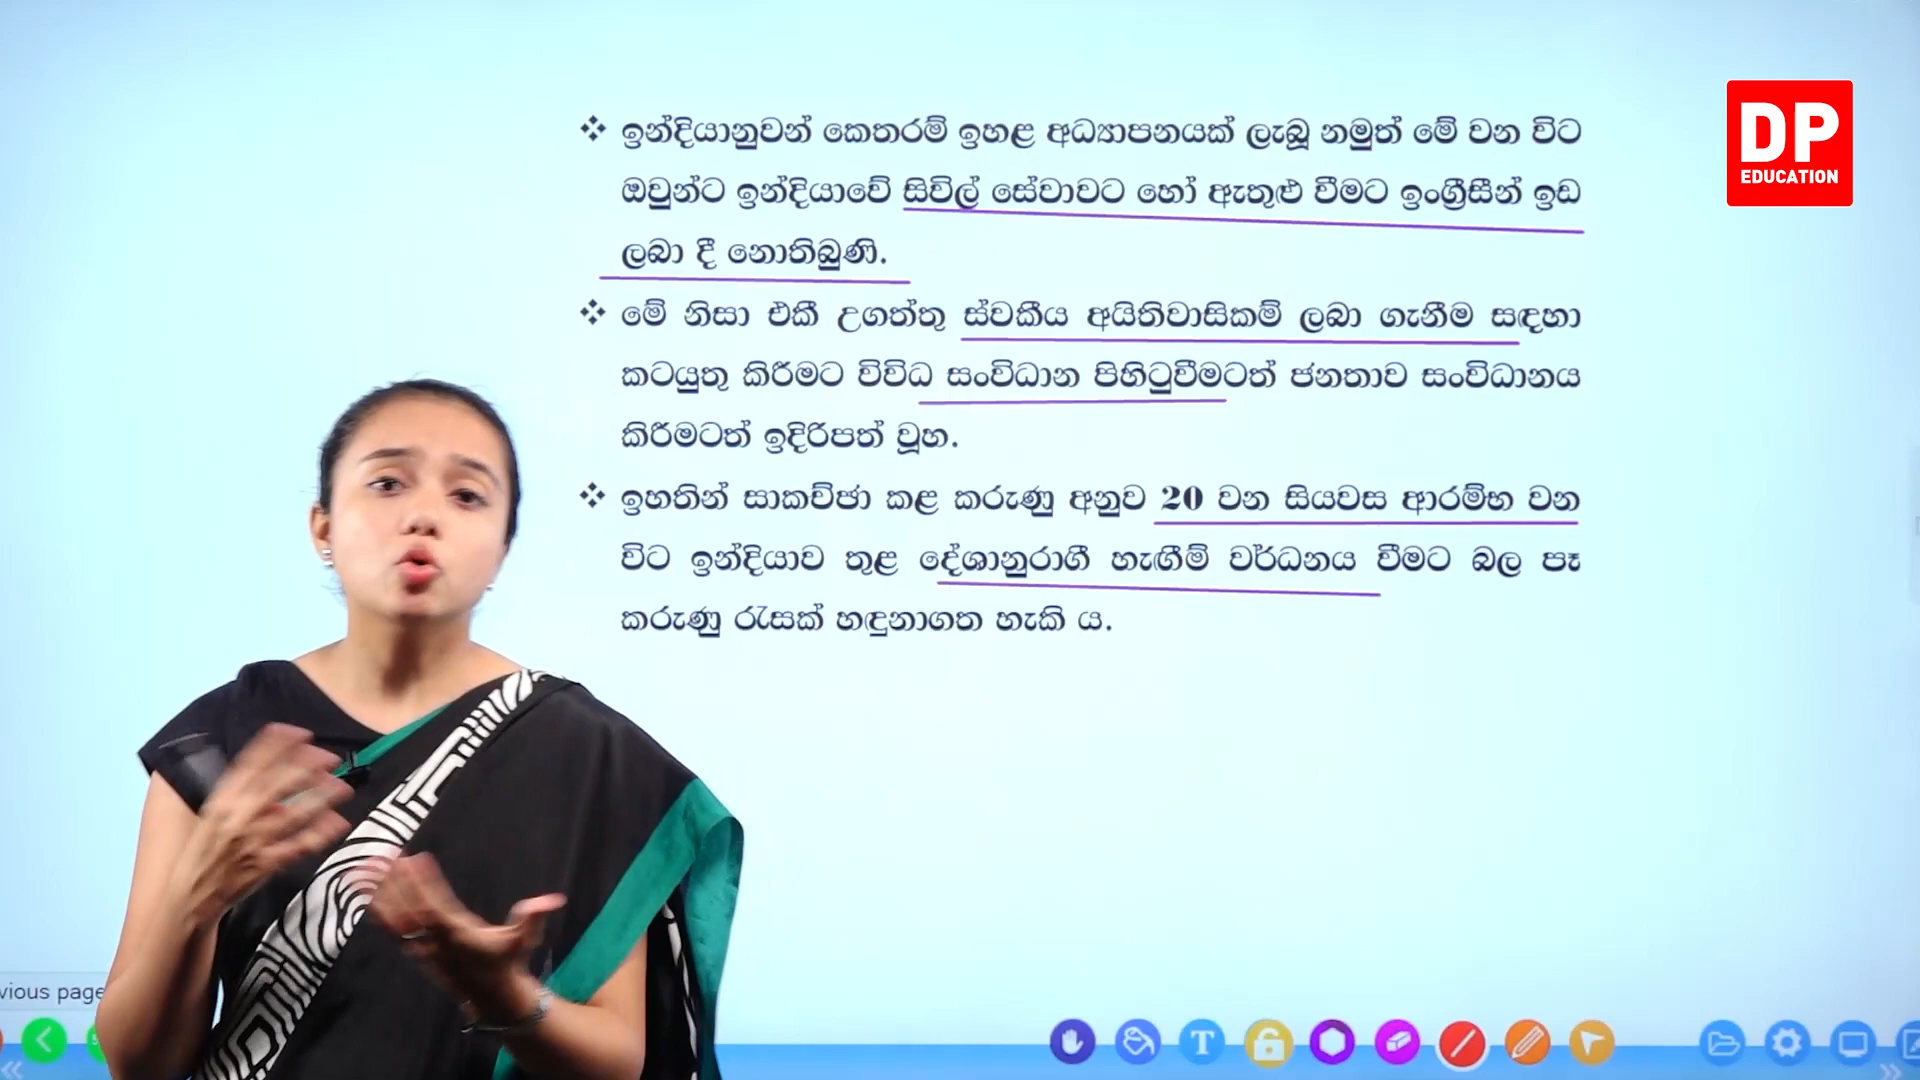 DP
EDUCATION
❖ ඉන්දියානුවන් කෙතරම් ඉහළ අධ්‍යාපනයක් ලැබූ නමුත් මේ වන විට
ඔවුන්ට ඉන්දියාවේ සිවිල් සේවාවට හෝ ඇතුළු වීමට ඉංග්‍රීසීන් ඉඩ
ලබා දී නොතිබුණි.
❖ මේ නිසා එකී උගත්තු ස්වකීය අයිතිවාසිකම් ලබා ගැනීම සඳහා
කටයුතු කිරීමට විවිධ සංවිධාන පිහිටුවීමටත් ජනතාව සංවිධානය
කිරීමටත් ඉදිරිපත් වූහ.
❖ ඉහතින් සාකච්ඡා කළ කරුණු අනුව 20 වන සියවස ආරම්භ වන
විට ඉන්දියාව තුළ දේශානුරාගී හැඟීම් වර්ධනය වීමට බල පෑ
කරුණු රැසක් හඳුනාගත හැකි ය.
vious page